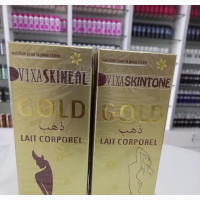 VIXASKINEAL
GOLD
ذهب
LAIT CORPOREL
VIXASKINTONE
GOLD
ذهب
LAIT CORPOREL